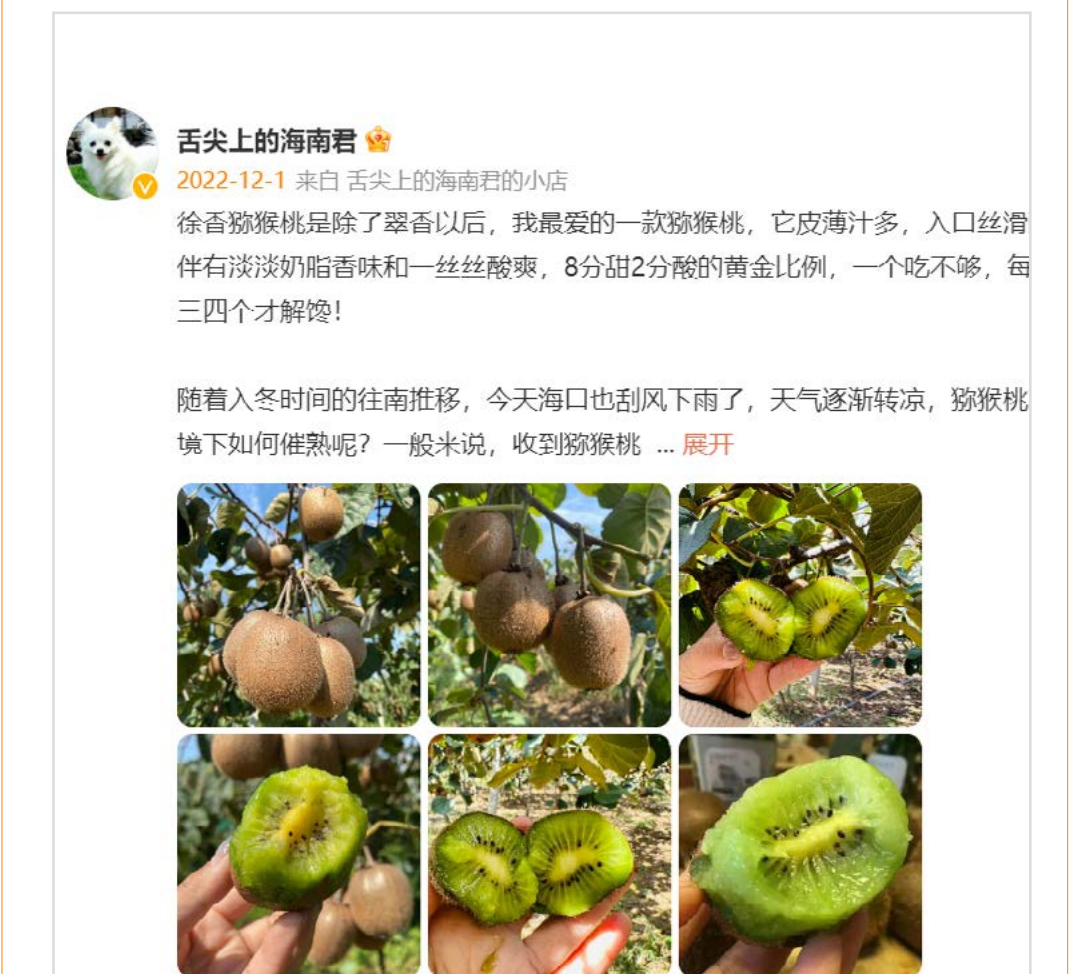 舌尖上的海南君
2022-12-1 来自 舌尖上的海南君的小店
徐香猕猴桃是除了翠香以后，我最爱的一款猕猴桃，它皮薄汁多，入口丝滑
伴有淡淡奶脂香味和一丝丝酸爽，8分甜2分酸的黄金比例，一个吃不够，每
三四个才解馋！
随着入冬时间的往南推移，今天海口也刮风下雨了，天气逐渐转凉，猕猴桃
境下如何催熟呢？一般来说，收到猕猴桃 ... 展开